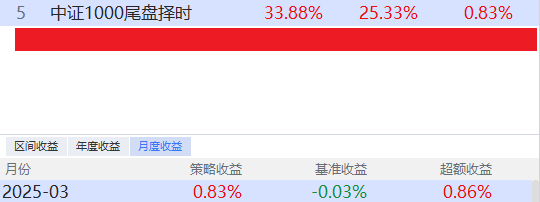 5 中证1000尾盘择时 33.88% 25.33% 0.83%
区间收益 年度收益 月度收益
月份 策略收益 基准收益 超额收益
2025-03 0.83% -0.03% 0.86%